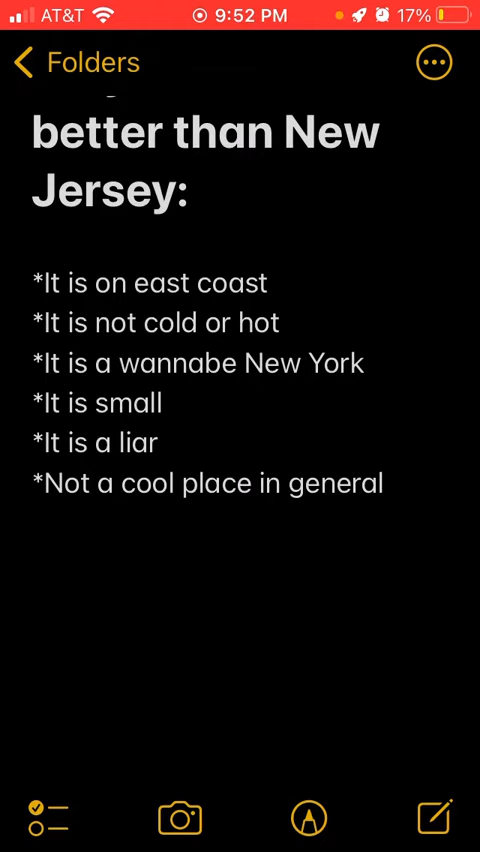 AT&T 9:52 PM 17%
Folders
better than New
Jersey:
*It is on east coast
*It is not cold or hot
*It is a wannabe New York
*It is small
*It is a liar
*Not a cool place in general